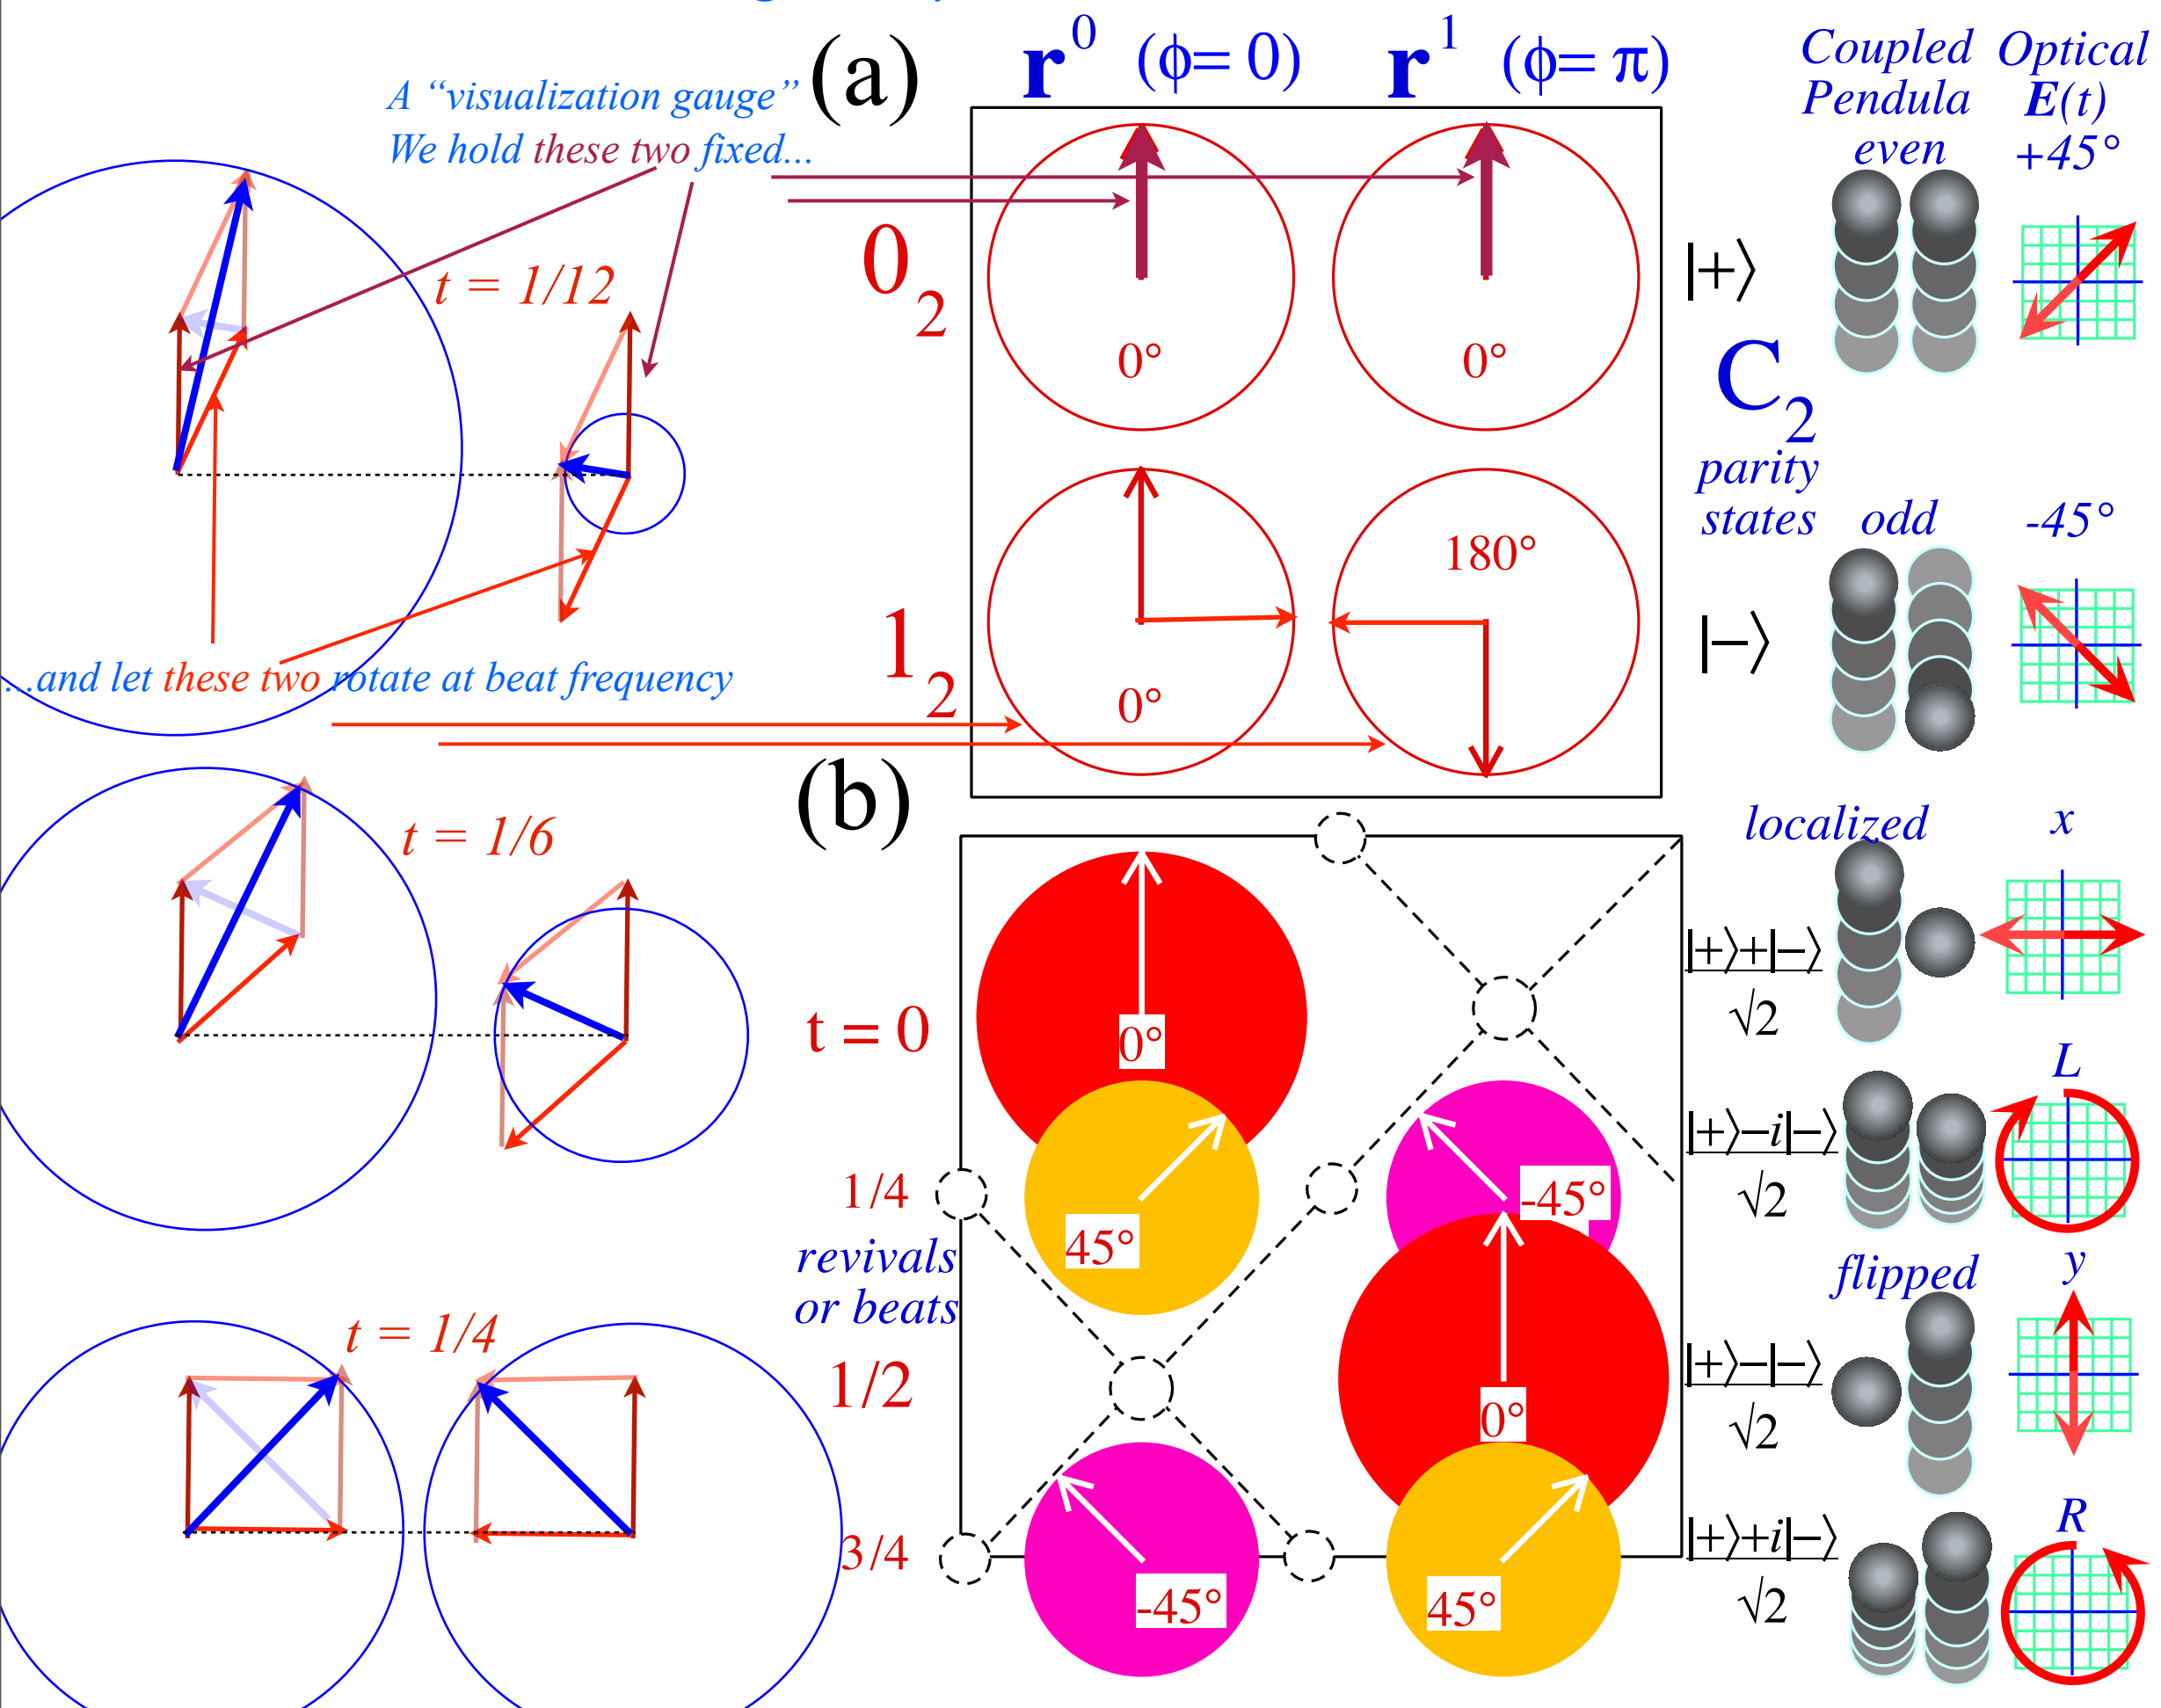 A “visualization gauge”
We hold these two fixed...
t = 1/12
...and let these two rotate at beat frequency
t = 1/6
t = 1/4
(a)
r⁰ (ϕ= 0) r¹ (ϕ= π)
0₂
0°
0°
1₂
0°
180°
|+⟩
C₂
parity
states
|−⟩
Coupled
Pendula
even
odd
Optical
E(t)
+45°
-45°
(b)
t = 0
0°
1/4
45°
-45°
revivals
or beats
1/2
0°
3/4
-45°
45°
localized
x
|+⟩+|−⟩
√2
L
|+⟩−i|−⟩
√2
flipped
y
|+⟩−|−⟩
√2
R
|+⟩+i|−⟩
√2